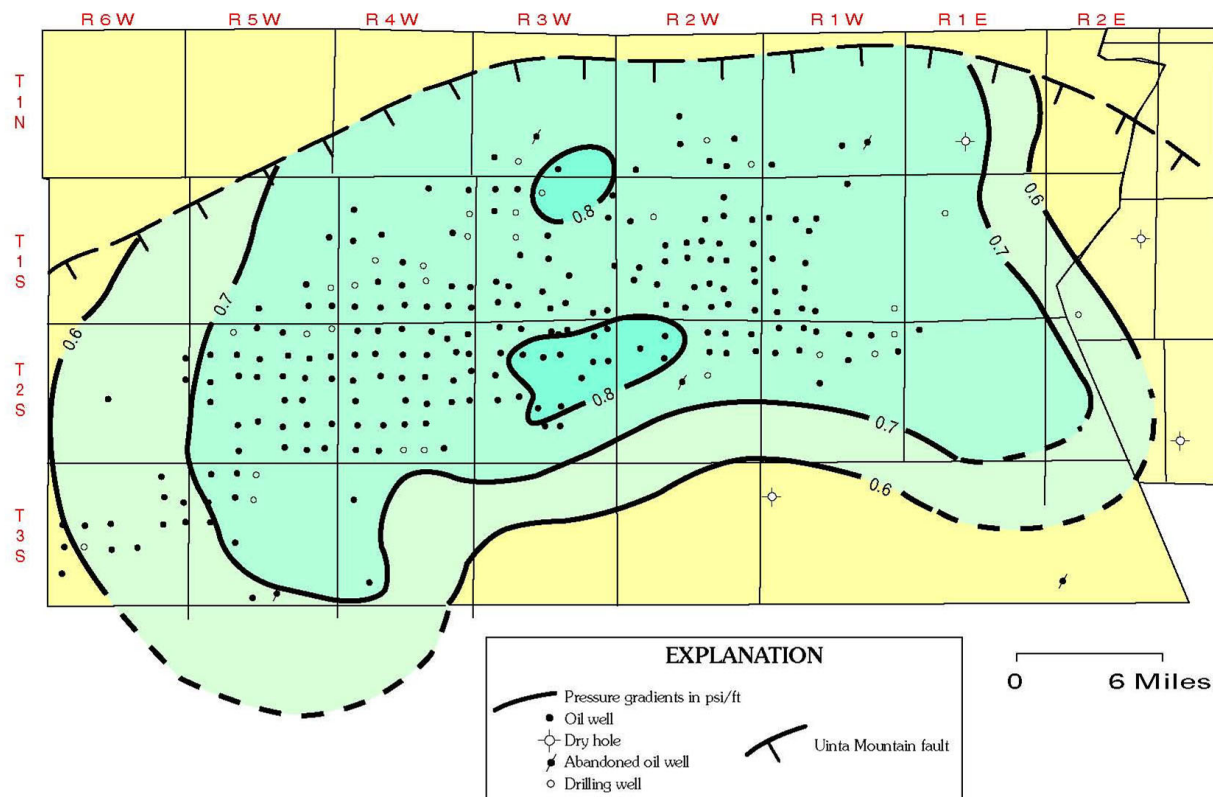 R 6 W R 5 W R 4 W R 3 W R 2 W R 1 W R 1 E R 2 E
T 1 N
T 1 S
T 2 S
T 3 S
0.8
0.6
0.7
0.7
0.6
0.8
0.7
0.6
EXPLANATION
Pressure gradients in psi/ft
Oil well
Dry hole
Abandoned oil well
Drilling well
Uinta Mountain fault
0 6 Miles